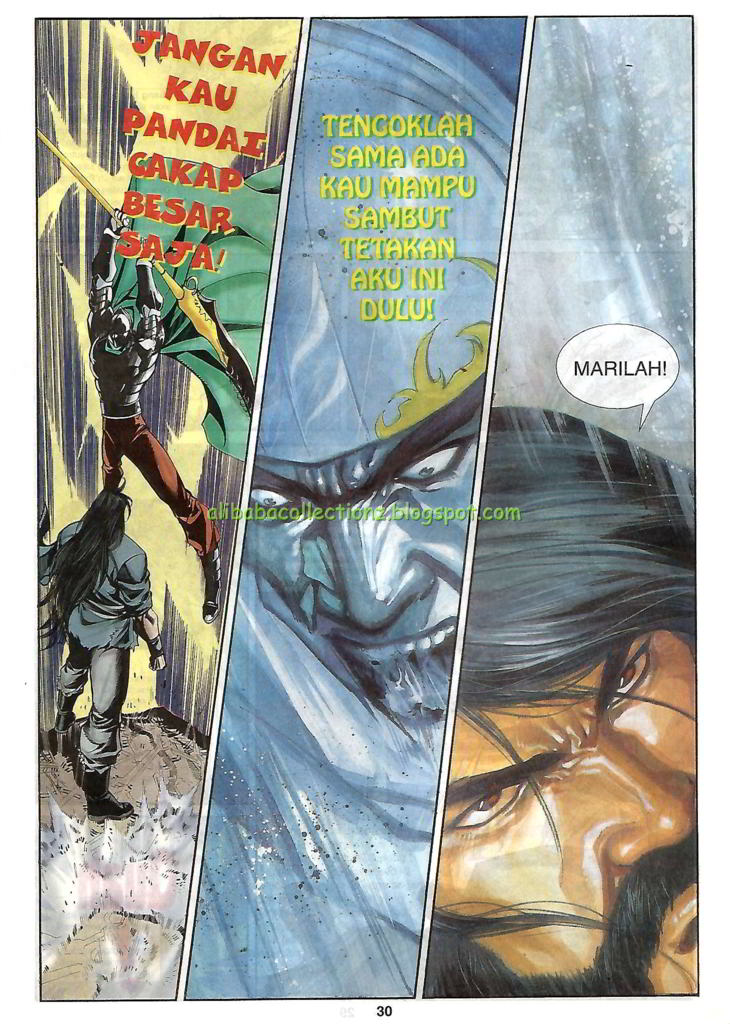 JANGAN
KAU
PANDAI
CAKAP
BESAR
SAJA!
TENGOKLAH
SAMA ADA
KAU MAMPU
SAMBUT
TETAKAN
AKU INI
DULU!
MARILAH!
alibabacollectionz.blogspot.com
30